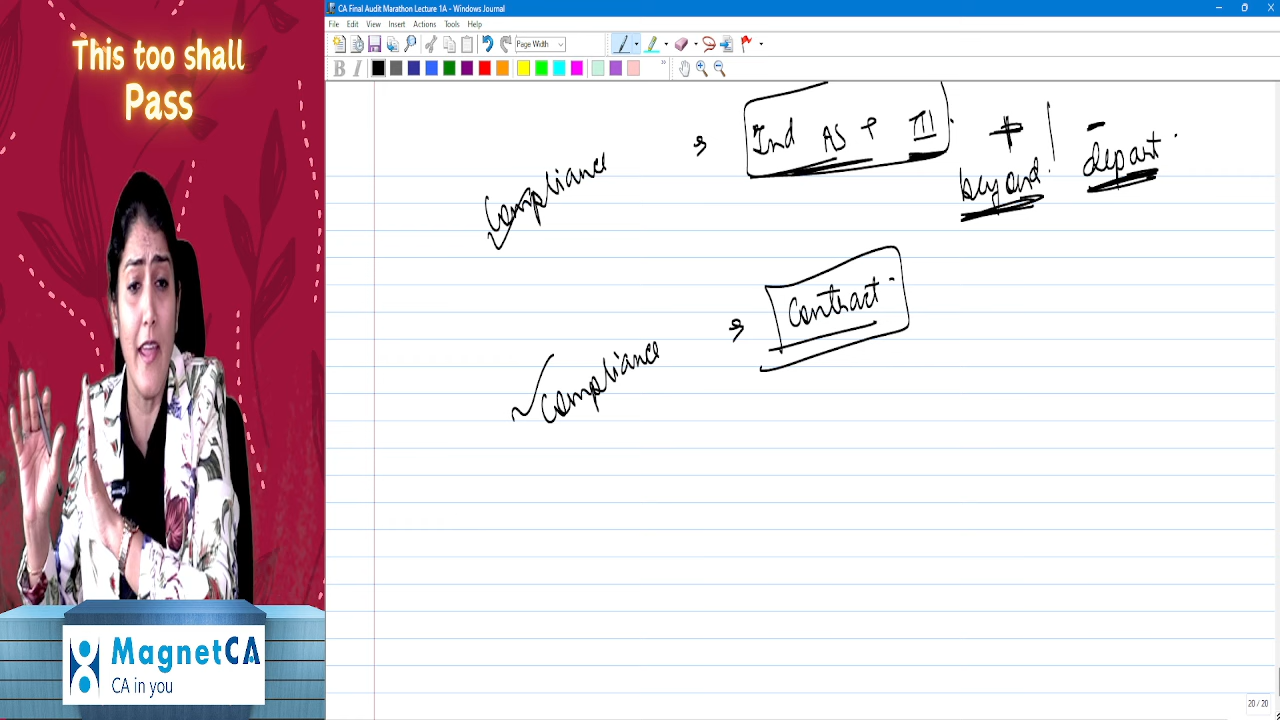 This too shall
Pass
CA Final Audit Marathon Lecture 1A - Windows Journal
File Edit View Insert Actions Tools Help
Page Width
B I
Compliance Ind AS + III + beyond - depart
Compliance Contract
MagnetCA
CA in you
20 / 20